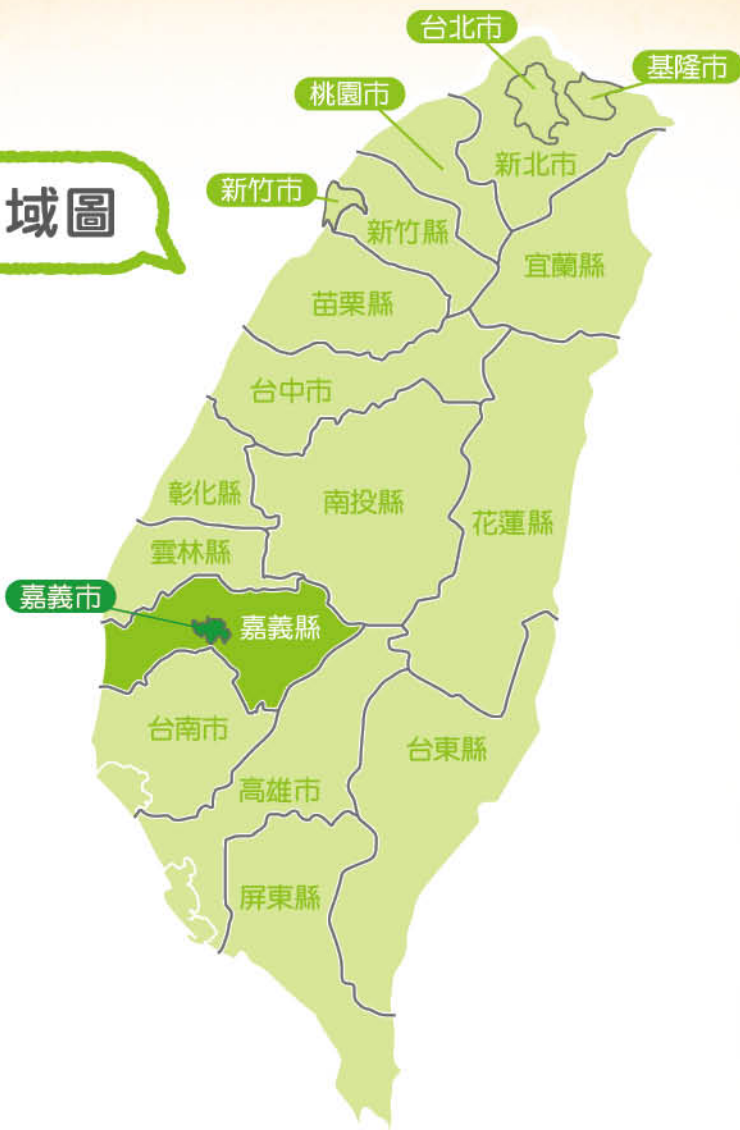 台北市
基隆市
桃園市
新北市
域圖
新竹市
新竹縣
宜蘭縣
苗栗縣
台中市
彰化縣
南投縣
花蓮縣
雲林縣
嘉義市
嘉義縣
台南市
台東縣
高雄市
屏東縣